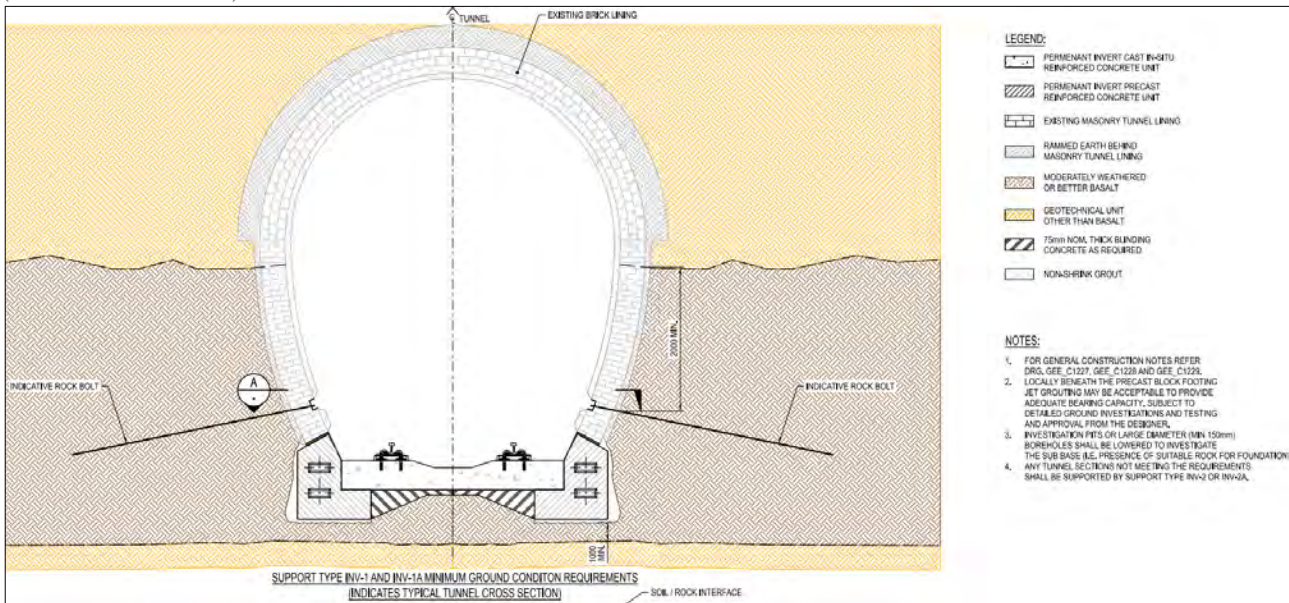 TUNNEL
EXISTING BRICK LINING
2000 MIN.
A
INDICATIVE ROCK BOLT
INDICATIVE ROCK BOLT
1000
MIN.
SUPPORT TYPE INV-1 AND INV-1A MINIMUM GROUND CONDITON REQUIREMENTS
(INDICATES TYPICAL TUNNEL CROSS SECTION)
SOIL / ROCK INTERFACE
LEGEND:
PERMENANT INVERT CAST IN-SITU
REINFORCED CONCRETE UNIT
PERMENANT INVERT PRECAST
REINFORCED CONCRETE UNIT
EXISTING MASONRY TUNNEL LINING
RAMMED EARTH BEHIND
MASONRY TUNNEL LINING
MODERATELY WEATHERED
OR BETTER BASALT
GEOTECHNICAL UNIT
OTHER THAN BASALT
75mm NOM. THICK BLINDING
CONCRETE AS REQUIRED
NON-SHRINK GROUT
NOTES:
1. FOR GENERAL CONSTRUCTION NOTES REFER
DRG. GEE_C1227, GEE_C1228 AND GEE_C1229.
2. LOCALLY BENEATH THE PRECAST BLOCK FOOTING
JET GROUTING MAY BE ACCEPTABLE TO PROVIDE
ADEQUATE BEARING CAPACITY, SUBJECT TO
DETAILED GROUND INVESTIGATIONS AND TESTING
AND APPROVAL FROM THE DESIGNER.
3. INVESTIGATION PITS OR LARGE DIAMETER (MIN 150mm)
BOREHOLES SHALL BE LOWERED TO INVESTIGATE
THE SUB BASE (I.E. PRESENCE OF SUITABLE ROCK FOR FOUNDATION)
4. ANY TUNNEL SECTIONS NOT MEETING THE REQUIREMENTS
SHALL BE SUPPORTED BY SUPPORT TYPE INV-2 OR INV-2A.